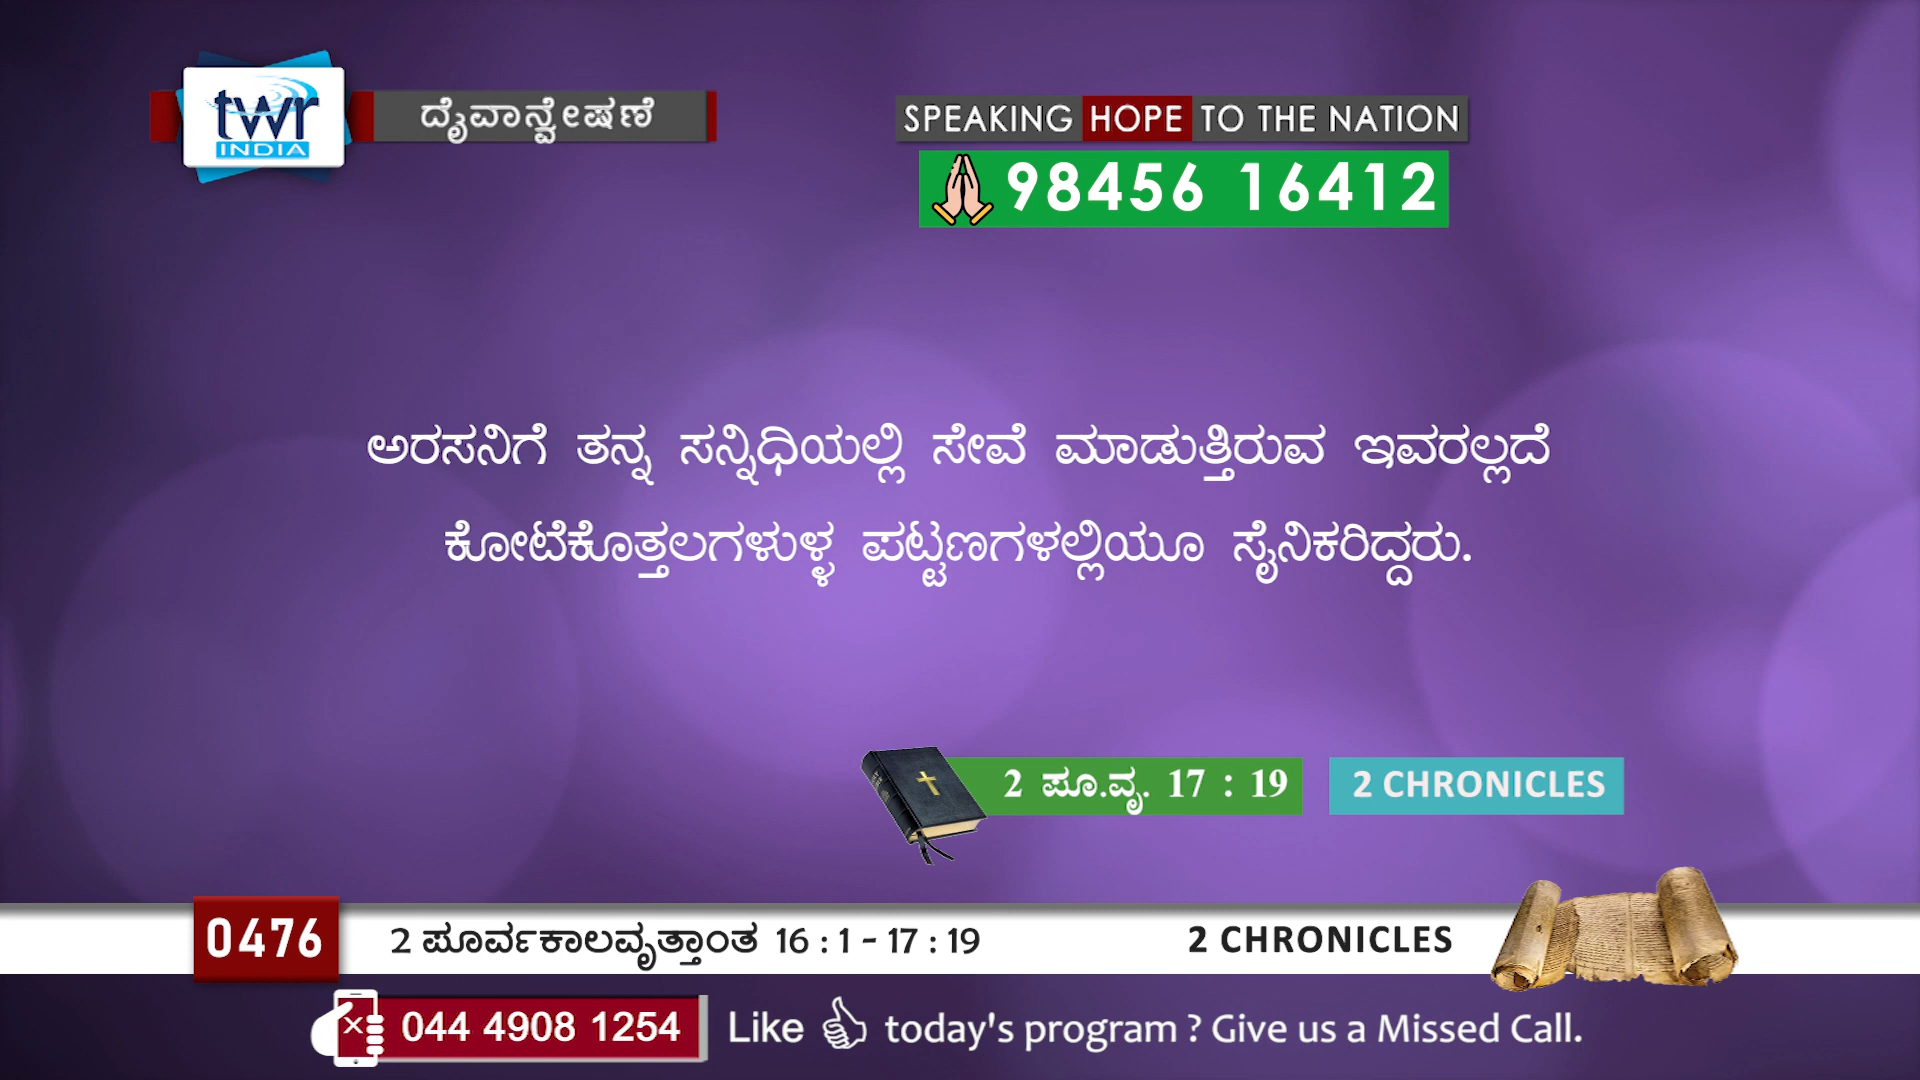 twr
INDIA
ದೈವಾನ್ವೇಷಣೆ
SPEAKING HOPE TO THE NATION
98456 16412
ಅರಸನಿಗೆ ತನ್ನ ಸನ್ನಿಧಿಯಲ್ಲಿ ಸೇವೆ ಮಾಡುತ್ತಿರುವ ಇವರಲ್ಲದೆ
ಕೋಟೆಕೊತ್ತಲಗಳುಳ್ಳ ಪಟ್ಟಣಗಳಲ್ಲಿಯೂ ಸೈನಿಕರಿದ್ದರು.
2 ಪೂ.ವೃ. 17 : 19
2 CHRONICLES
0476
2 ಪೂರ್ವಕಾಲವೃತ್ತಾಂತ 16 : 1 - 17 : 19
2 CHRONICLES
044 4908 1254
Like today's program ? Give us a Missed Call.